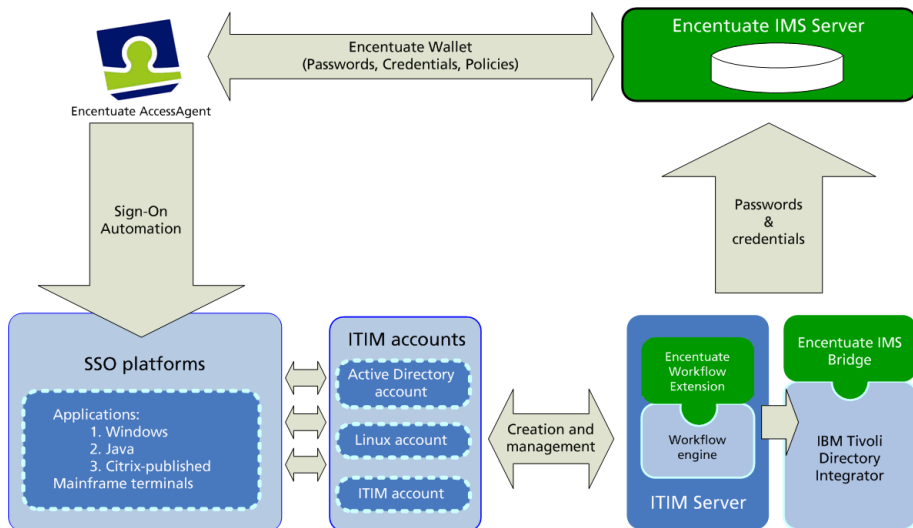 Encentuate IMS Server
Encentuate Wallet
(Passwords, Credentials, Policies)
Encentuate AccessAgent
Sign-On
Automation
Passwords
&
credentials
SSO platforms
Applications:
1. Windows
2. Java
3. Citrix-published
Mainframe terminals
ITIM accounts
Active Directory
account
Linux account
ITIM account
Creation and
management
Encentuate
Workflow
Extension
Workflow
engine
ITIM Server
Encentuate IMS
Bridge
IBM Tivoli
Directory
Integrator